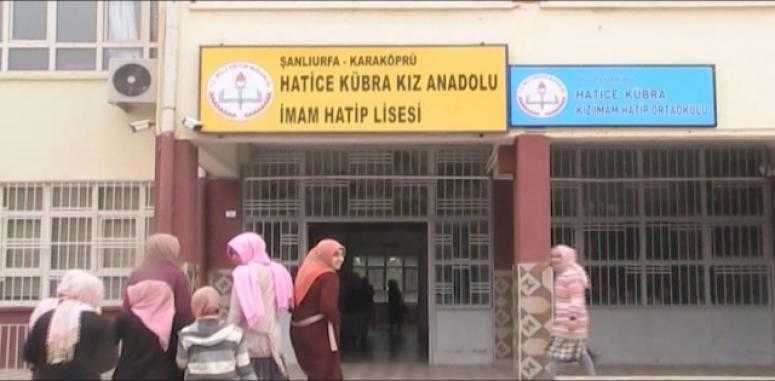 ŞANLIURFA - KARAKÖPRÜ
HATİCE KÜBRA KIZ ANADOLU
İMAM HATİP LİSESİ
HATİCE KÜBRA
KIZ İMAM HATİP ORTAOKULU